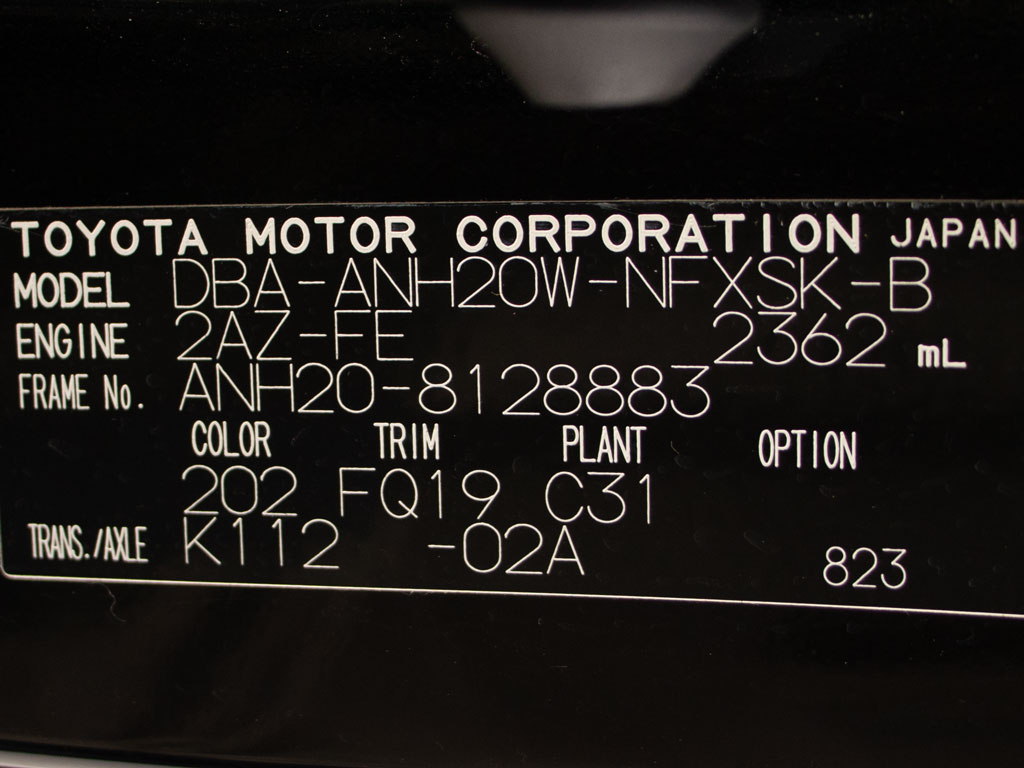 TOYOTA MOTOR CORPORATION JAPAN
MODEL DBA-ANH20W-NFXSK-B
ENGINE 2AZ-FE 2362 mL
FRAME No. ANH20-8128883
COLOR TRIM PLANT OPTION
202 FQ19 C31
TRANS./AXLE K112 -02A 823